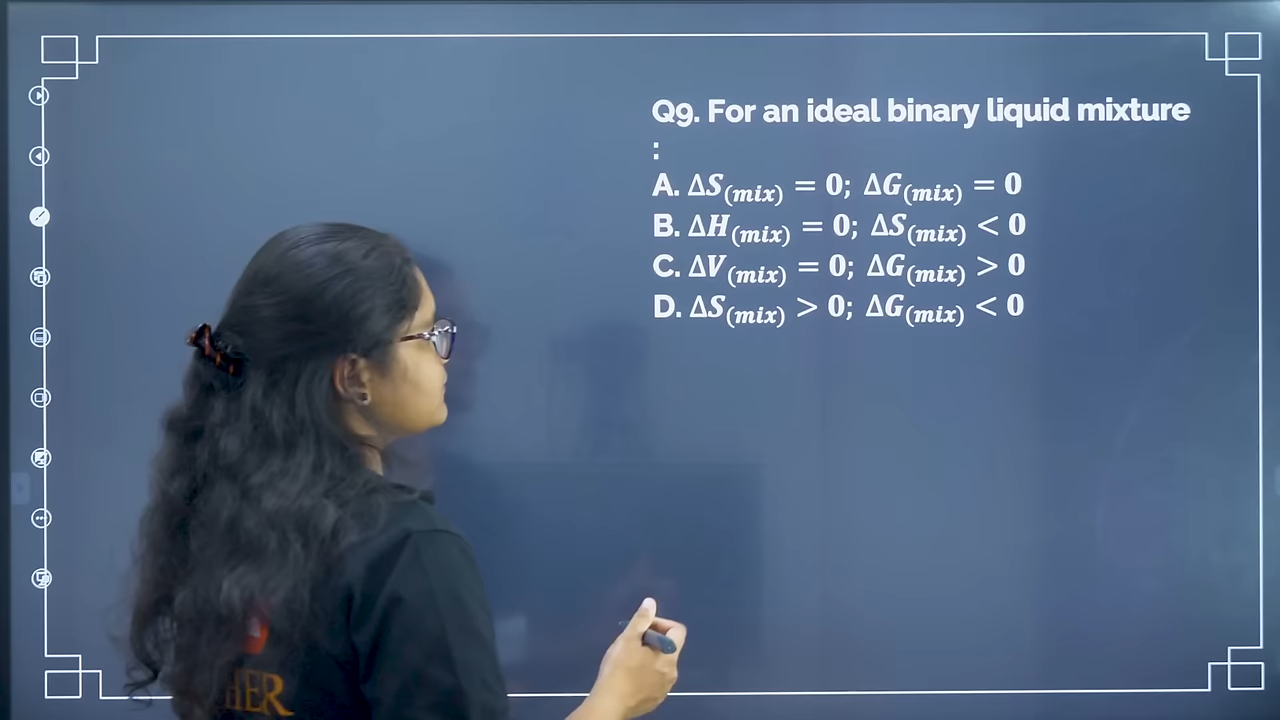 Q9. For an ideal binary liquid mixture
:
A. ΔS(mix) = 0; ΔG(mix) = 0
B. ΔH(mix) = 0; ΔS(mix) < 0
C. ΔV(mix) = 0; ΔG(mix) > 0
D. ΔS(mix) > 0; ΔG(mix) < 0
HER